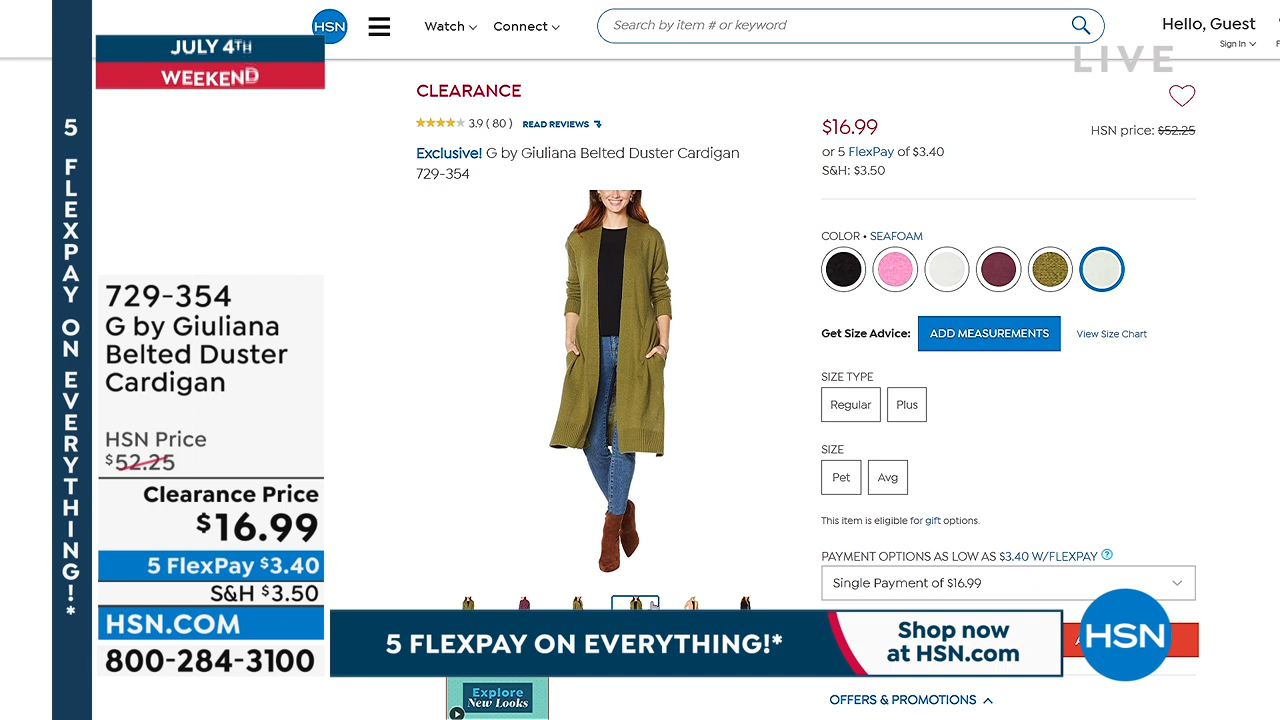 HSN
Watch
Connect
Search by item # or keyword
Hello, Guest
Sign In
LIVE
JULY 4TH
WEEKEND
5 FLEXPAY ON EVERYTHING!*
CLEARANCE
3.9 ( 80 ) READ REVIEWS
Exclusive! G by Giuliana Belted Duster Cardigan
729-354
$16.99
HSN price: $52.25
or 5 FlexPay of $3.40
S&H: $3.50
COLOR • SEAFOAM
Get Size Advice: ADD MEASUREMENTS View Size Chart
SIZE TYPE
Regular Plus
SIZE
Pet Avg
This item is eligible for gift options.
PAYMENT OPTIONS AS LOW AS $3.40 W/FLEXPAY ?
Single Payment of $16.99
729-354
G by Giuliana
Belted Duster
Cardigan
HSN Price
$52.25
Clearance Price
$16.99
5 FlexPay $3.40
S&H $3.50
HSN.COM
800-284-3100
5 FLEXPAY ON EVERYTHING!*
Shop now
at HSN.com
HSN
Explore
New Looks
OFFERS & PROMOTIONS